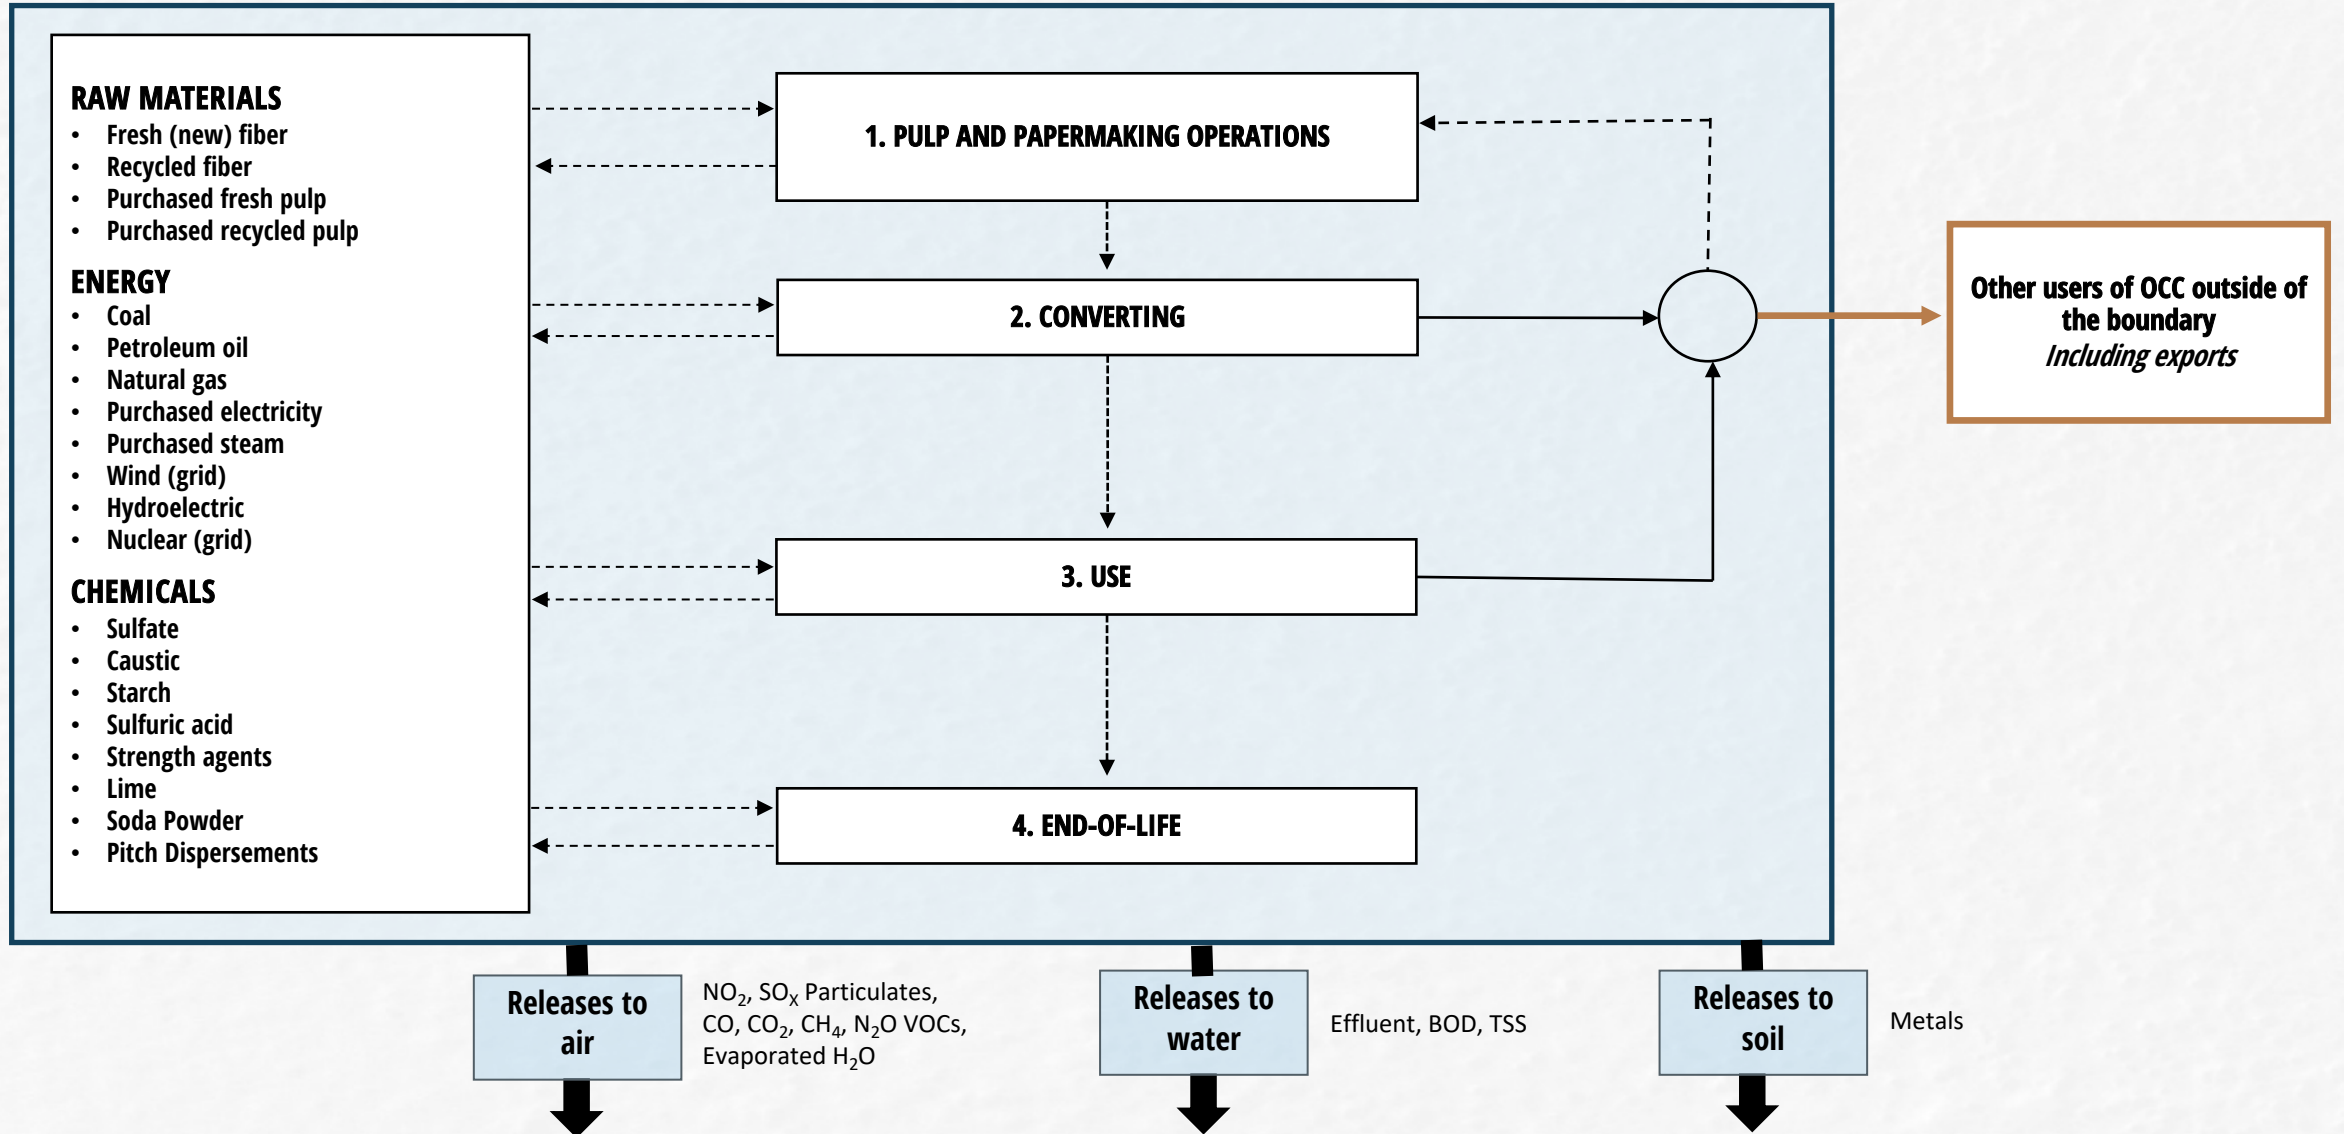 RAW MATERIALS
• Fresh (new) fiber
• Recycled fiber
• Purchased fresh pulp
• Purchased recycled pulp
ENERGY
• Coal
• Petroleum oil
• Natural gas
• Purchased electricity
• Purchased steam
• Wind (grid)
• Hydroelectric
• Nuclear (grid)
CHEMICALS
• Sulfate
• Caustic
• Starch
• Sulfuric acid
• Strength agents
• Lime
• Soda Powder
• Pitch Dispersements
1. PULP AND PAPERMAKING OPERATIONS
2. CONVERTING
3. USE
4. END-OF-LIFE
Other users of OCC outside of
the boundary
Including exports
Releases to
air
NO₂, SOₓ Particulates,
CO, CO₂, CH₄, N₂O VOCs,
Evaporated H₂O
Releases to
water
Effluent, BOD, TSS
Releases to
soil
Metals